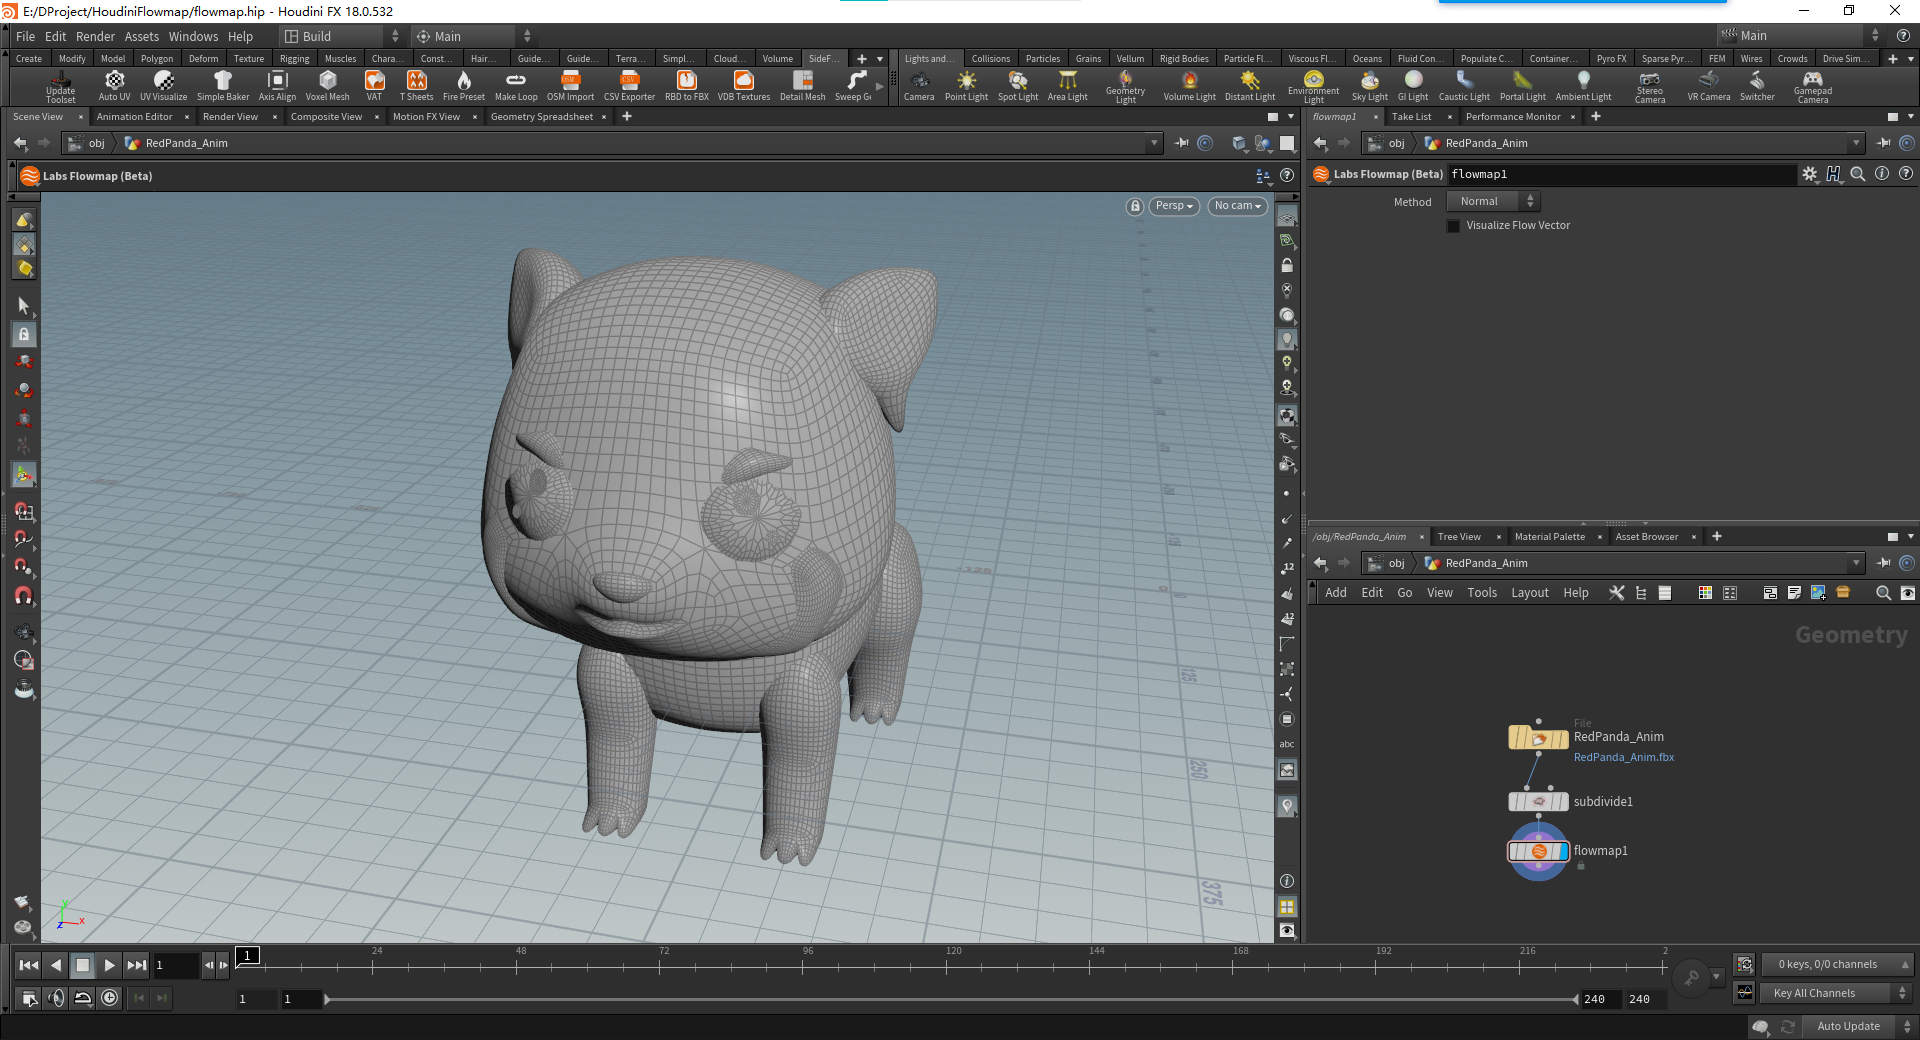 E:/DProject/HoudiniFlowmap/flowmap.hip - Houdini FX 18.0.532
File Edit Render Assets Windows Help Build Main Main
Create Modify Model Polygon Deform Texture Rigging Muscles Chara... Const... Hair... Guide... Guide... Terra... Simpl... Cloud... Volume SideF...
Lights and... Collisions Particles Grains Vellum Rigid Bodies Particle Fl... Viscous Fl... Oceans Fluid Con... Populate C... Container... Pyro FX Sparse Pyr... FEM Wires Crowds Drive Sim...
Update Toolset Auto UV UV Visualize Simple Baker Axis Align Voxel Mesh VAT T Sheets Fire Preset Make Loop OSM Import CSV Exporter RBD to FBX VDB Textures Detail Mesh Sweep Ge
Camera Point Light Spot Light Area Light Geometry Light Volume Light Distant Light Environment Light Sky Light GI Light Caustic Light Portal Light Ambient Light Stereo Camera VR Camera Switcher Gamepad Camera
Scene View Animation Editor Render View Composite View Motion FX View Geometry Spreadsheet
flowmap1 Take List Performance Monitor
obj RedPanda_Anim
obj RedPanda_Anim
Labs Flowmap (Beta)
Labs Flowmap (Beta) flowmap1
Persp No cam
Method Normal
Visualize Flow Vector
125
250
375
12
12
abc
/obj/RedPanda_Anim Tree View Material Palette Asset Browser
obj RedPanda_Anim
Add Edit Go View Tools Layout Help
Geometry
File
RedPanda_Anim
RedPanda_Anim.fbx
subdivide1
flowmap1
y
x
z
1 1 24 48 72 96 120 144 168 192 216 2
0 keys, 0/0 channels
1 1 240 240
Key All Channels
Auto Update